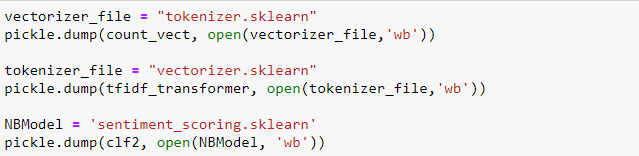 vectorizer_file = "tokenizer.sklearn"
pickle.dump(count_vect, open(vectorizer_file,'wb'))
tokenizer_file = "vectorizer.sklearn"
pickle.dump(tfidf_transformer, open(tokenizer_file,'wb'))
NBModel = 'sentiment_scoring.sklearn'
pickle.dump(clf2, open(NBModel, 'wb'))